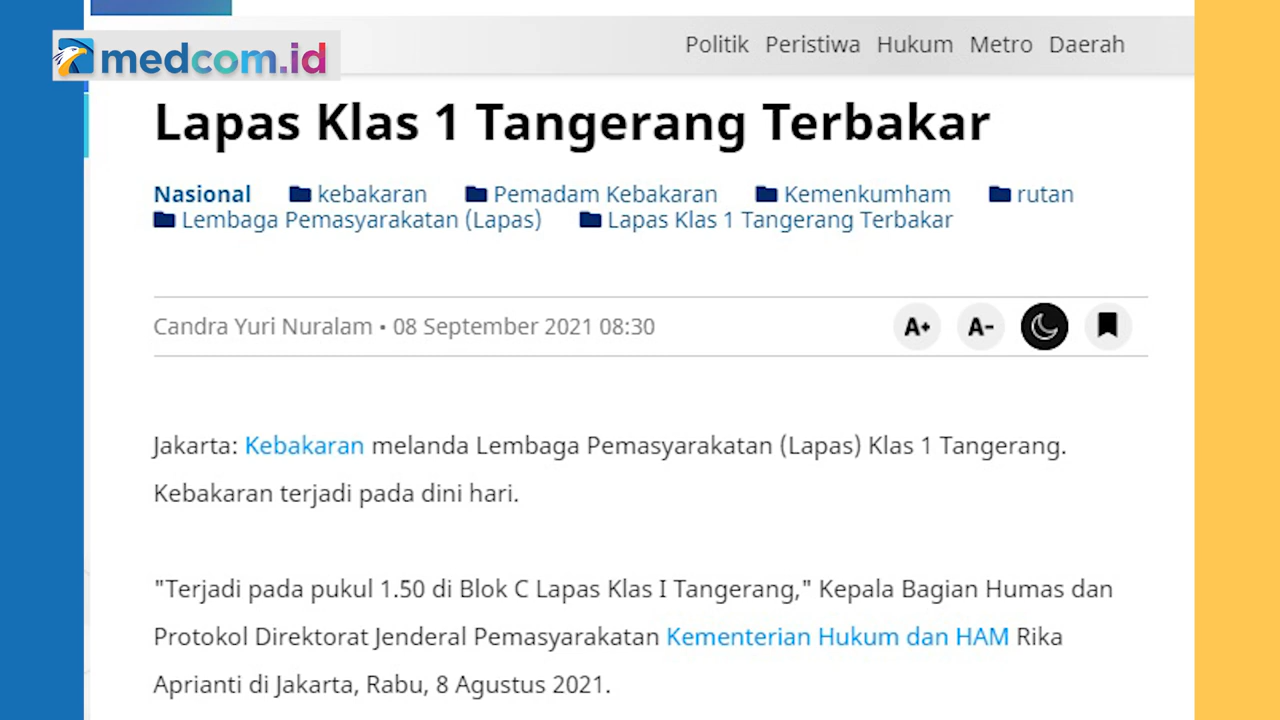 medcom.id
Politik Peristiwa Hukum Metro Daerah
Lapas Klas 1 Tangerang Terbakar
Nasional kebakaran Pemadam Kebakaran Kemenkumham rutan
Lembaga Pemasyarakatan (Lapas) Lapas Klas 1 Tangerang Terbakar
Candra Yuri Nuralam • 08 September 2021 08:30 A+ A-
Jakarta: Kebakaran melanda Lembaga Pemasyarakatan (Lapas) Klas 1 Tangerang.
Kebakaran terjadi pada dini hari.
"Terjadi pada pukul 1.50 di Blok C Lapas Klas I Tangerang," Kepala Bagian Humas dan
Protokol Direktorat Jenderal Pemasyarakatan Kementerian Hukum dan HAM Rika
Aprianti di Jakarta, Rabu, 8 Agustus 2021.